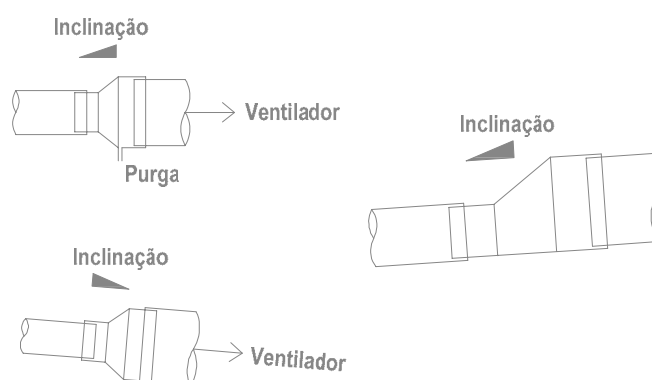 Inclinação
Ventilador
Purga
Inclinação
Inclinação
Ventilador